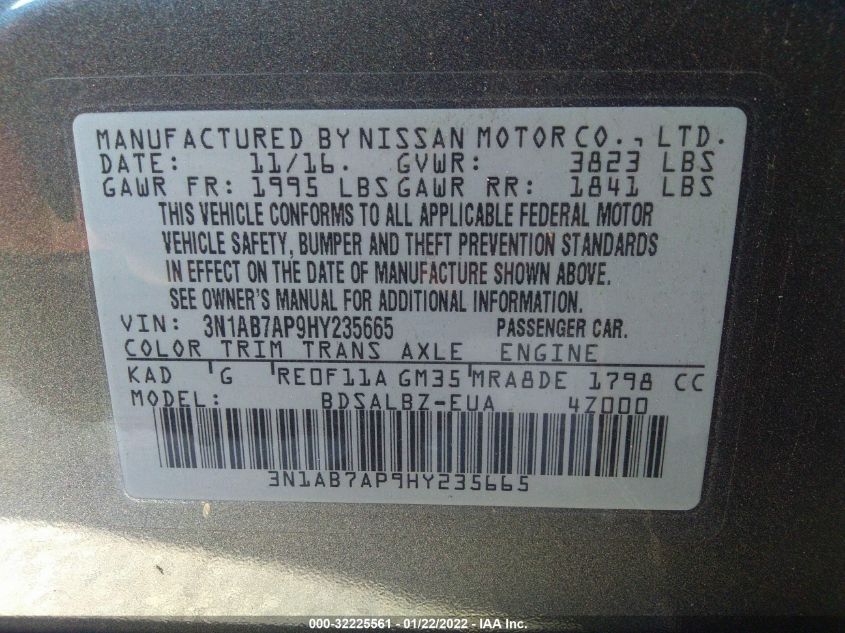 MANUFACTURED BY NISSAN MOTOR CO., LTD.
DATE: 11/16. GVWR: 3823 LBS
GAWR FR: 1995 LBS GAWR RR: 1841 LBS
THIS VEHICLE CONFORMS TO ALL APPLICABLE FEDERAL MOTOR
VEHICLE SAFETY, BUMPER AND THEFT PREVENTION STANDARDS
IN EFFECT ON THE DATE OF MANUFACTURE SHOWN ABOVE.
SEE OWNER'S MANUAL FOR ADDITIONAL INFORMATION.
VIN: 3N1AB7AP9HY235665 PASSENGER CAR.
COLOR TRIM TRANS AXLE ENGINE
KAD G RE0F11A GM35 MRA8DE 1798 CC
MODEL: BDSALBZ-EUA 4Z000
3N1AB7AP9HY235665
000-32225561 - 01/22/2022 - IAA Inc.